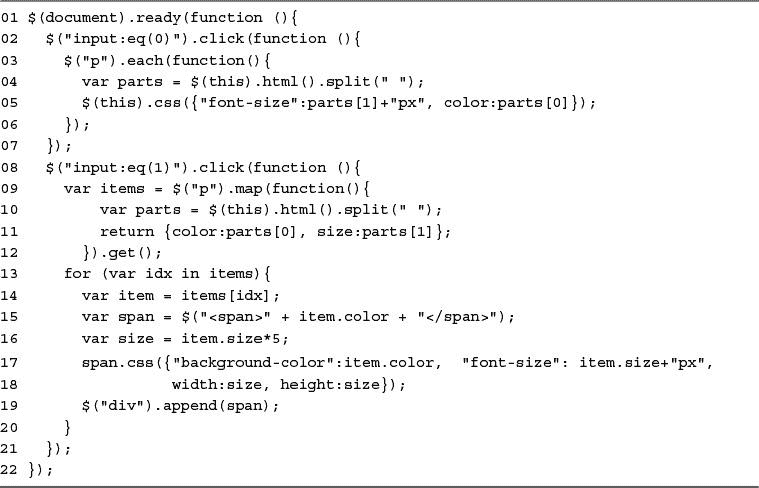 01 $(document).ready(function (){
02   $("input:eq(0)").click(function (){
03     $("p").each(function(){
04       var parts = $(this).html().split(" ");
05       $(this).css({"font-size":parts[1]+"px", color:parts[0]});
06     });
07   });
08   $("input:eq(1)").click(function (){
09     var items = $("p").map(function(){
10         var parts = $(this).html().split(" ");
11         return {color:parts[0], size:parts[1]};
12       }).get();
13     for (var idx in items){
14       var item = items[idx];
15       var span = $("<span>" + item.color + "</span>");
16       var size = item.size*5;
17       span.css({"background-color":item.color,  "font-size": item.size+"px",
18                 width:size, height:size});
19       $("div").append(span);
20     }
21   });
22 });